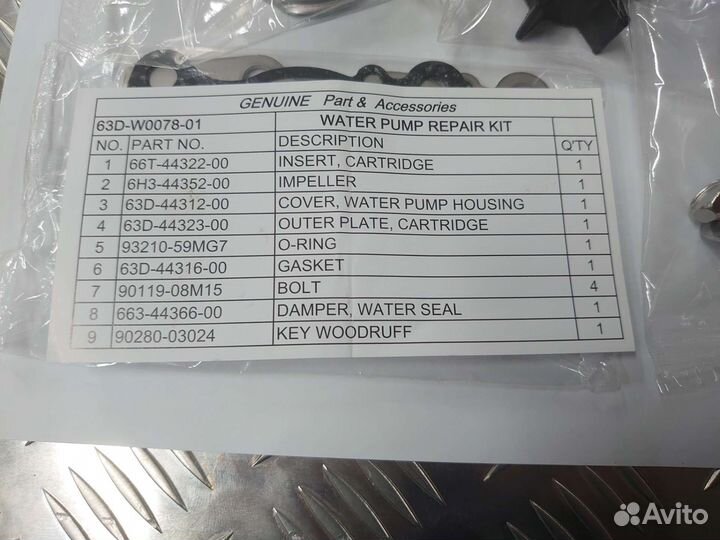 GENUINE Part & Accessories
63D-W0078-01 WATER PUMP REPAIR KIT
NO. PART NO. DESCRIPTION Q'TY
1 66T-44322-00 INSERT, CARTRIDGE 1
2 6H3-44352-00 IMPELLER 1
3 63D-44312-00 COVER, WATER PUMP HOUSING 1
4 63D-44323-00 OUTER PLATE, CARTRIDGE 1
5 93210-59MG7 O-RING 1
6 63D-44316-00 GASKET 1
7 90119-08M15 BOLT 4
8 663-44366-00 DAMPER, WATER SEAL 1
9 90280-03024 KEY WOODRUFF 1
Avito